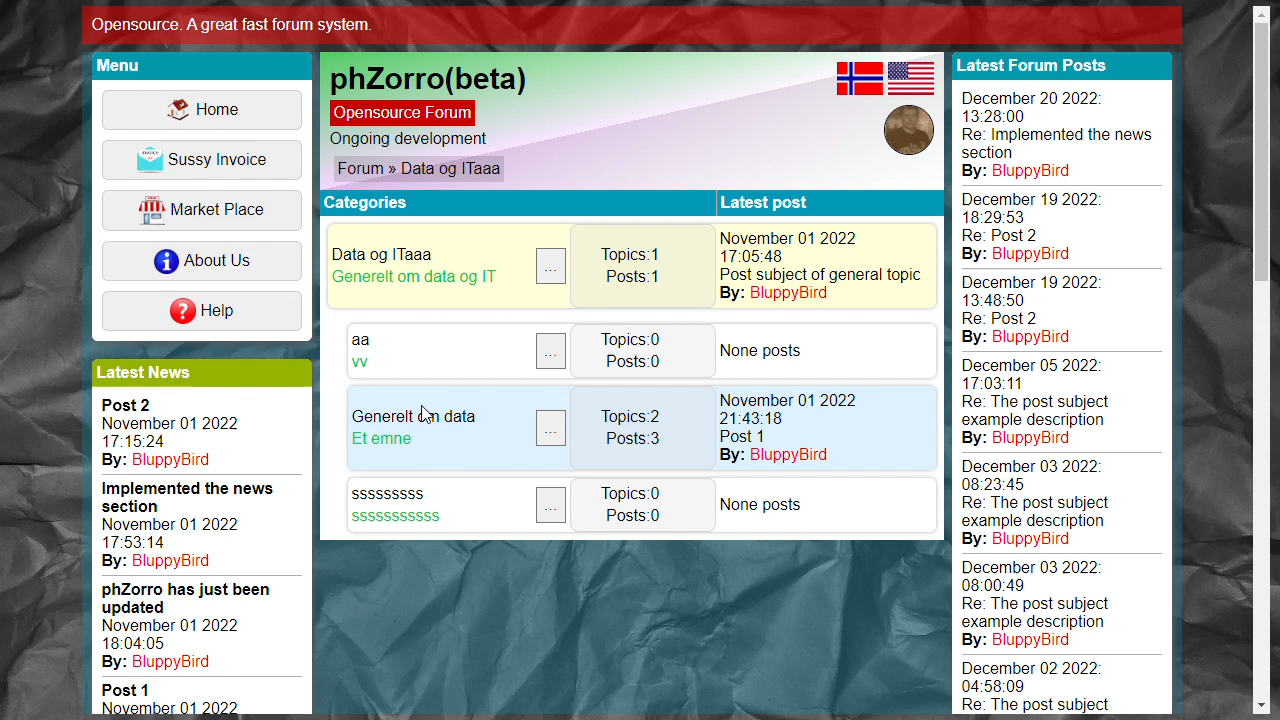 Opensource. A great fast forum system.
Menu
Home
INVOICE
Sussy Invoice
Market Place
About Us
Help
Latest News
Post 2
November 01 2022
17:15:24
By: BluppyBird
Implemented the news
section
November 01 2022
17:53:14
By: BluppyBird
phZorro has just been
updated
November 01 2022
18:04:05
By: BluppyBird
Post 1
November 01 2022
phZorro(beta)
Opensource Forum
Ongoing development
Forum » Data og ITaaa
Categories
Latest post
Data og ITaaa
Generelt om data og IT
...
Topics:1
Posts:1
November 01 2022
17:05:48
Post subject of general topic
By: BluppyBird
aa
vv
...
Topics:0
Posts:0
None posts
Generelt om data
Et emne
...
Topics:2
Posts:3
November 01 2022
21:43:18
Post 1
By: BluppyBird
sssssssss
sssssssssss
...
Topics:0
Posts:0
None posts
Latest Forum Posts
December 20 2022:
13:28:00
Re: Implemented the news
section
By: BluppyBird
December 19 2022:
18:29:53
Re: Post 2
By: BluppyBird
December 19 2022:
13:48:50
Re: Post 2
By: BluppyBird
December 05 2022:
17:03:11
Re: The post subject
example description
By: BluppyBird
December 03 2022:
08:23:45
Re: The post subject
example description
By: BluppyBird
December 03 2022:
08:00:49
Re: The post subject
example description
By: BluppyBird
December 02 2022:
04:58:09
Re: The post subject